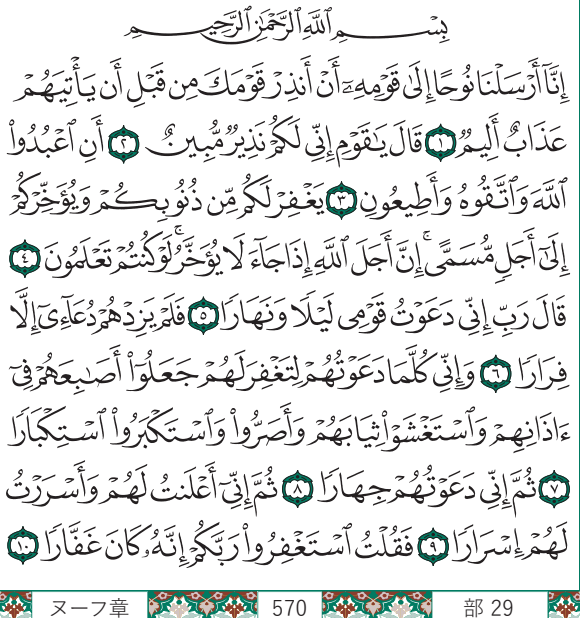 بِسْمِ ٱللَّهِ ٱلرَّحْمَٰنِ ٱلرَّحِيمِ
إِنَّآ أَرْسَلْنَا نُوحًا إِلَىٰ قَوْمِهِۦٓ أَنْ أَنذِرْ قَوْمَكَ مِن قَبْلِ أَن يَأْتِيَهُمْ
عَذَابٌ أَلِيمٌ ١ قَالَ يَٰقَوْمِ إِنِّى لَكُمْ نَذِيرٌ مُّبِينٌ ٢ أَنِ ٱعْبُدُوا۟
ٱللَّهَ وَٱتَّقُوهُ وَأَطِيعُونِ ٣ يَغْفِرْ لَكُم مِّن ذُنُوبِكُمْ وَيُؤَخِّرْكُمْ
إِلَىٰٓ أَجَلٍ مُّسَمًّى ۚ إِنَّ أَجَلَ ٱللَّهِ إِذَا جَآءَ لَا يُؤَخَّرُ ۖ لَوْ كُنتُمْ تَعْلَمُونَ ٤
قَالَ رَبِّ إِنِّى دَعَوْتُ قَوْمِى لَيْلًا وَنَهَارًا ٥ فَلَمْ يَزِدْهُمْ دُعَآءِىٓ إِلَّا
فِرَارًا ٦ وَإِنِّى كُلَّمَا دَعَوْتُهُمْ لِتَغْفِرَ لَهُمْ جَعَلُوٓا۟ أَصَٰبِعَهُمْ فِىٓ
ءَاذَانِهِمْ وَٱسْتَغْشَوْا۟ ثِيَابَهُمْ وَأَصَرُّوا۟ وَٱسْتَكْبَرُوا۟ ٱسْتِكْبَارًا
٧ ثُمَّ إِنِّى دَعَوْتُهُمْ جِهَارًا ٨ ثُمَّ إِنِّىٓ أَعْلَنتُ لَهُمْ وَأَسْرَرْتُ
لَهُمْ إِسْرَارًا ٩ فَقُلْتُ ٱسْتَغْفِرُوا۟ رَبَّكُمْ إِنَّهُۥ كَانَ غَفَّارًا ١٠
ヌーフ章 570 部 29